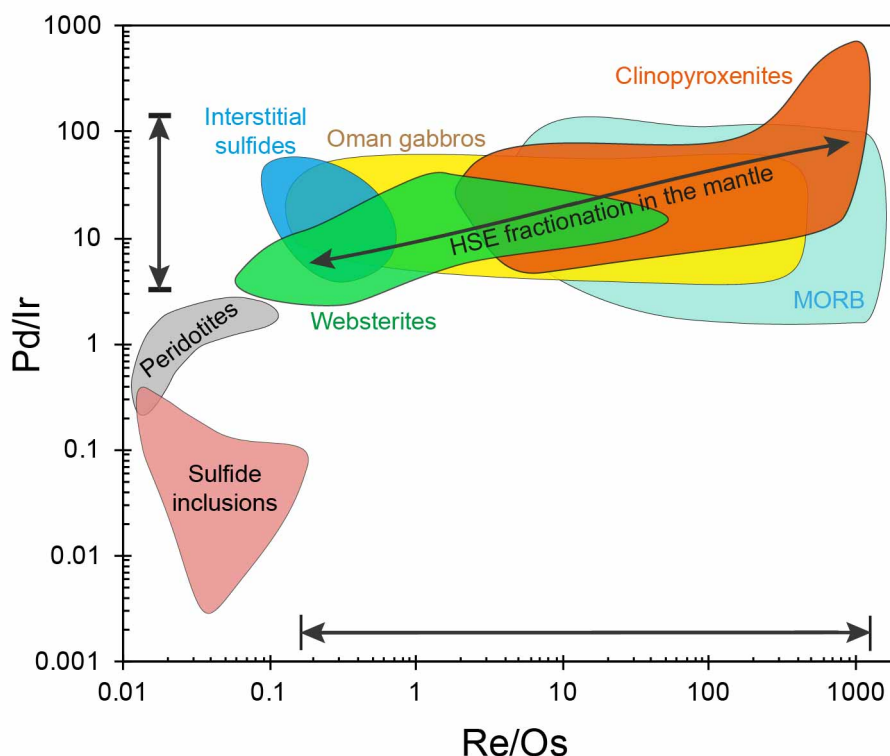 1000
100
10
1
0.1
0.01
0.001
Pd/Ir
Clinopyroxenites
Interstitial
sulfides
Oman gabbros
HSE fractionation in the mantle
MORB
Websterites
Peridotites
Sulfide
inclusions
0.01 0.1 1 10 100 1000
Re/Os